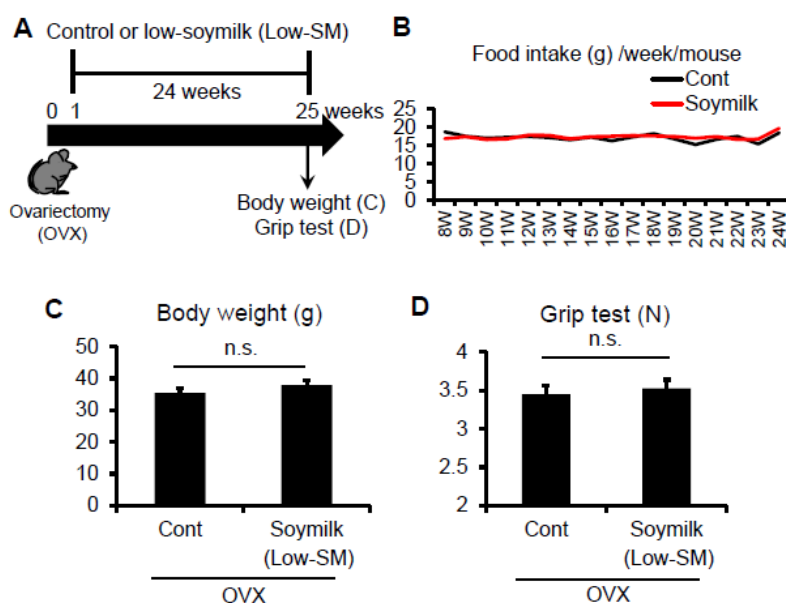 A
Control or low-soymilk (Low-SM)
24 weeks
0 1 25 weeks
Ovariectomy
(OVX)
Body weight (C)
Grip test (D)
B
Food intake (g) /week/mouse
Cont
Soymilk
25
20
15
10
5
0
8W 9W 10W 11W 12W 13W 14W 15W 16W 17W 18W 19W 20W 21W 22W 23W 24W
C
Body weight (g)
n.s.
50
40
30
20
10
0
Cont Soymilk
(Low-SM)
OVX
D
Grip test (N)
n.s.
4
3.5
3
2.5
2
Cont Soymilk
(Low-SM)
OVX